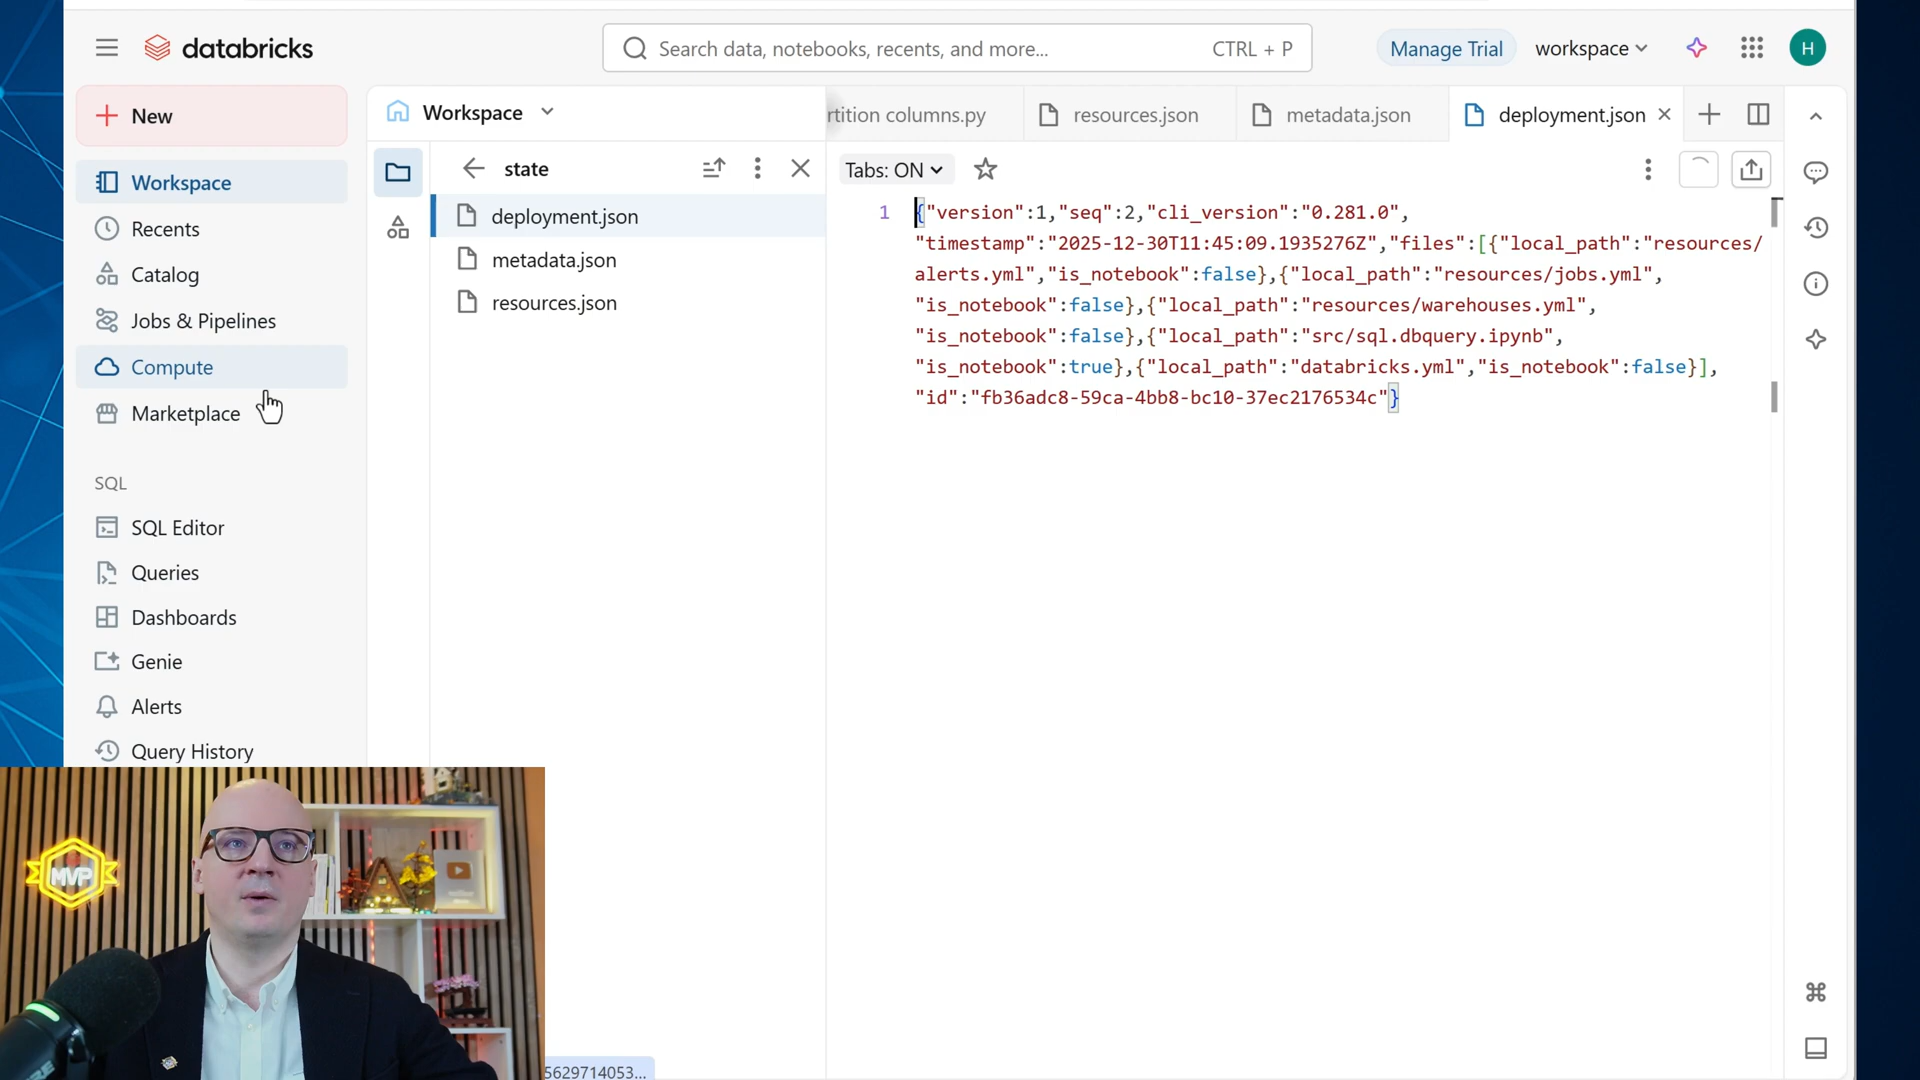 databricks
Search data, notebooks, recents, and more...
CTRL + P
Manage Trial
workspace
H
New
Workspace
Recents
Catalog
Jobs & Pipelines
Compute
Marketplace
SQL
SQL Editor
Queries
Dashboards
Genie
Alerts
Query History
Workspace
state
deployment.json
metadata.json
resources.json
rtition columns.py
resources.json
metadata.json
deployment.json
Tabs: ON
1
{"version":1,"seq":2,"cli_version":"0.281.0",
"timestamp":"2025-12-30T11:45:09.1935276Z","files":[{"local_path":"resources/
alerts.yml","is_notebook":false},{"local_path":"resources/jobs.yml",
"is_notebook":false},{"local_path":"resources/warehouses.yml",
"is_notebook":false},{"local_path":"src/sql.dbquery.ipynb",
"is_notebook":true},{"local_path":"databricks.yml","is_notebook":false}],
"id":"fb36adc8-59ca-4bb8-bc10-37ec2176534c"}
MVP
5629714053...